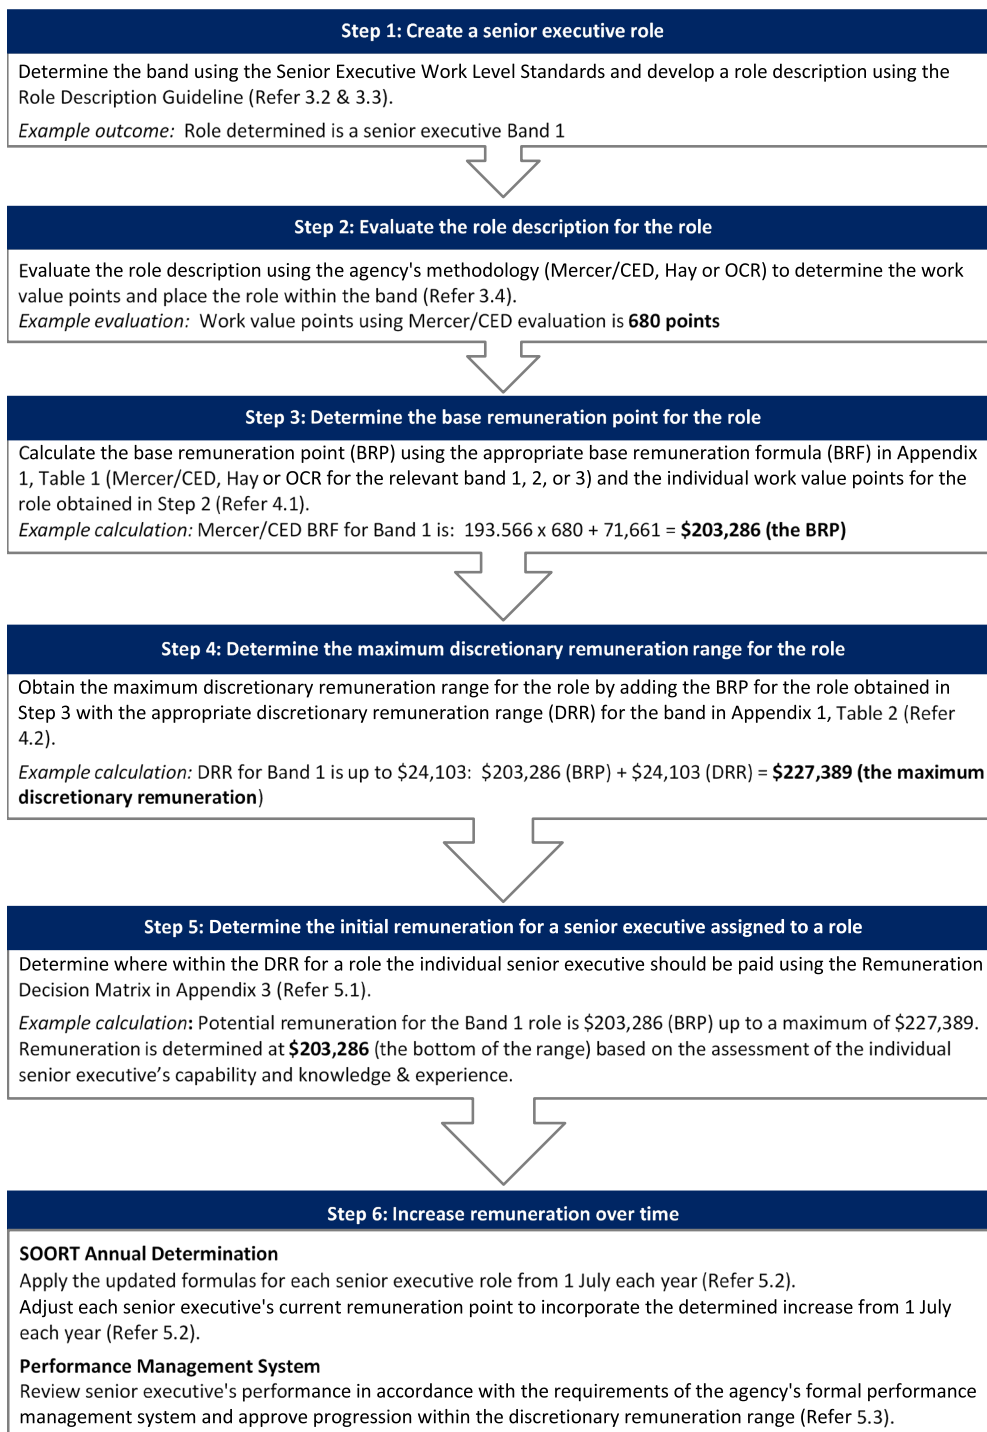 Step 1: Create a senior executive role
Determine the band using the Senior Executive Work Level Standards and develop a role description using the
Role Description Guideline (Refer 3.2 & 3.3).
Example outcome:  Role determined is a senior executive Band 1
Step 2: Evaluate the role description for the role
Evaluate the role description using the agency's methodology (Mercer/CED, Hay or OCR) to determine the work
value points and place the role within the band (Refer 3.4).
Example evaluation:  Work value points using Mercer/CED evaluation is 680 points
Step 3: Determine the base remuneration point for the role
Calculate the base remuneration point (BRP) using the appropriate base remuneration formula (BRF) in Appendix
1, Table 1 (Mercer/CED, Hay or OCR for the relevant band 1, 2, or 3) and the individual work value points for the
role obtained in Step 2 (Refer 4.1).
Example calculation: Mercer/CED BRF for Band 1 is:  193.566 x 680 + 71,661 = $203,286 (the BRP)
Step 4: Determine the maximum discretionary remuneration range for the role
Obtain the maximum discretionary remuneration range for the role by adding the BRP for the role obtained in
Step 3 with the appropriate discretionary remuneration range (DRR) for the band in Appendix 1, Table 2 (Refer
4.2).
Example calculation: DRR for Band 1 is up to $24,103:  $203,286 (BRP) + $24,103 (DRR) = $227,389 (the maximum
discretionary remuneration)
Step 5: Determine the initial remuneration for a senior executive assigned to a role
Determine where within the DRR for a role the individual senior executive should be paid using the Remuneration
Decision Matrix in Appendix 3 (Refer 5.1).
Example calculation: Potential remuneration for the Band 1 role is $203,286 (BRP) up to a maximum of $227,389.
Remuneration is determined at $203,286 (the bottom of the range) based on the assessment of the individual
senior executive’s capability and knowledge & experience.
Step 6: Increase remuneration over time
SOORT Annual Determination
Apply the updated formulas for each senior executive role from 1 July each year (Refer 5.2).
Adjust each senior executive's current remuneration point to incorporate the determined increase from 1 July
each year (Refer 5.2).
Performance Management System
Review senior executive's performance in accordance with the requirements of the agency's formal performance
management system and approve progression within the discretionary remuneration range (Refer 5.3).